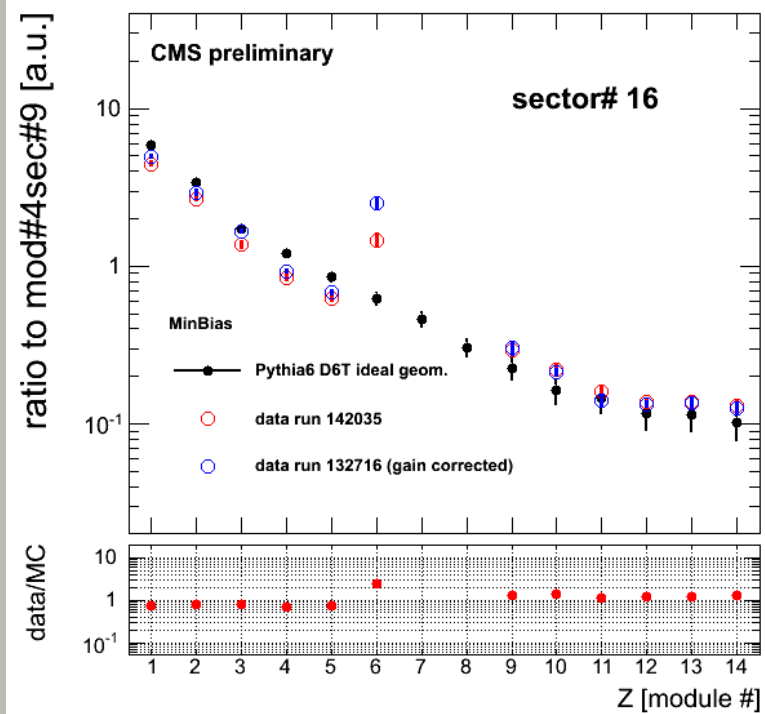 ratio to mod#4sec#9 [a.u.]
CMS preliminary
sector# 16
10
1
10⁻¹
MinBias
Pythia6 D6T ideal geom.
data run 142035
data run 132716 (gain corrected)
data/MC
10
1
10⁻¹
1 2 3 4 5 6 7 8 9 10 11 12 13 14
Z [module #]